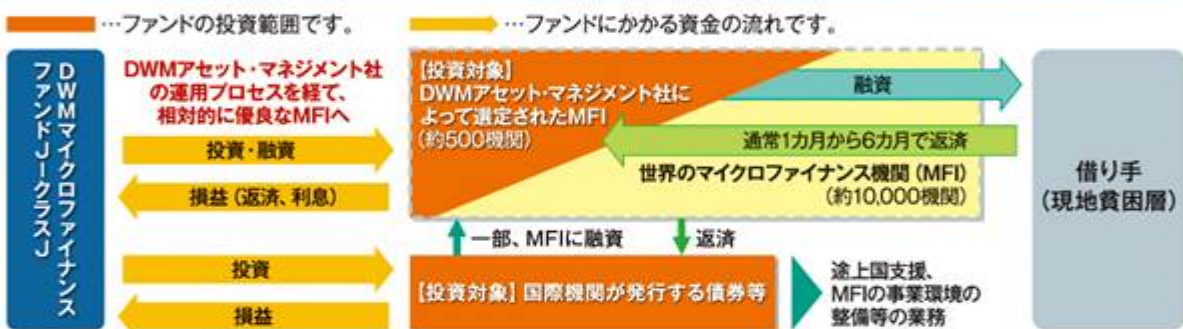 …ファンドの投資範囲です。
…ファンドにかかる資金の流れです。
DWMマイクロファイナンス
ファンドJ-クラスJ
DWMアセット・マネジメント社
の運用プロセスを経て、
相対的に優良なMFIへ
投資・融資
損益（返済、利息）
投資
損益
【投資対象】
DWMアセット・マネジメント社に
よって選定されたMFI
（約500機関）
融資
通常1カ月から6カ月で返済
世界のマイクロファイナンス機関（MFI）
（約10,000機関）
一部、MFIに融資
返済
【投資対象】国際機関が発行する債券等
途上国支援、
MFIの事業環境の
整備等の業務
借り手
（現地貧困層）